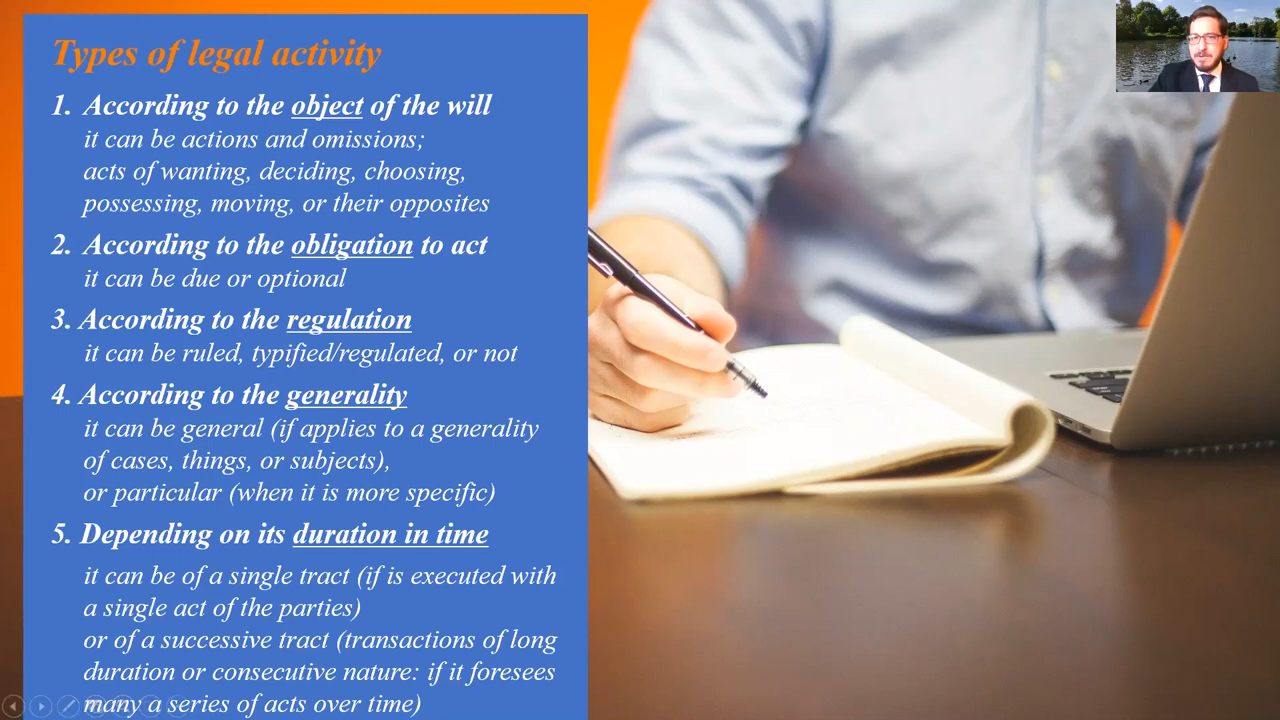 Types of legal activity
1. According to the object of the will
it can be actions and omissions;
acts of wanting, deciding, choosing,
possessing, moving, or their opposites
2. According to the obligation to act
it can be due or optional
3. According to the regulation
it can be ruled, typified/regulated, or not
4. According to the generality
it can be general (if applies to a generality
of cases, things, or subjects),
or particular (when it is more specific)
5. Depending on its duration in time
it can be of a single tract (if is executed with
a single act of the parties)
or of a successive tract (transactions of long
duration or consecutive nature: if it foresees
many a series of acts over time)